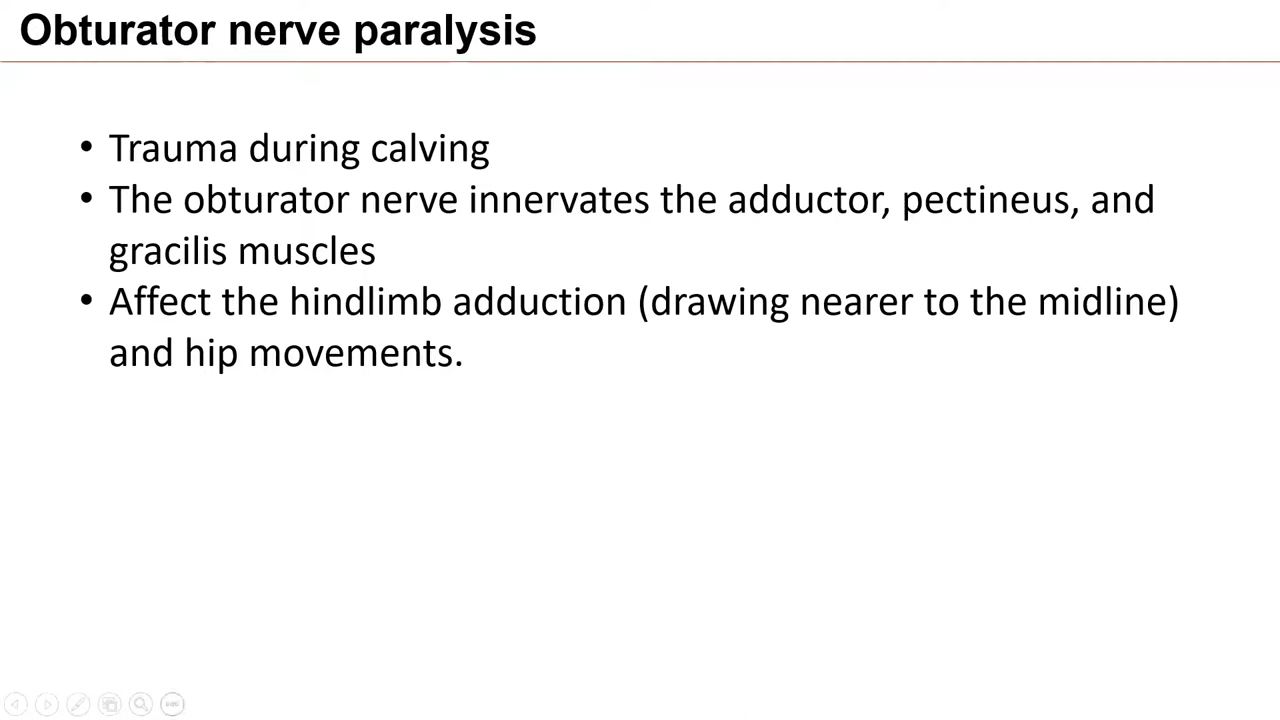 Obturator nerve paralysis
• Trauma during calving
• The obturator nerve innervates the adductor, pectineus, and
gracilis muscles
• Affect the hindlimb adduction (drawing nearer to the midline)
and hip movements.